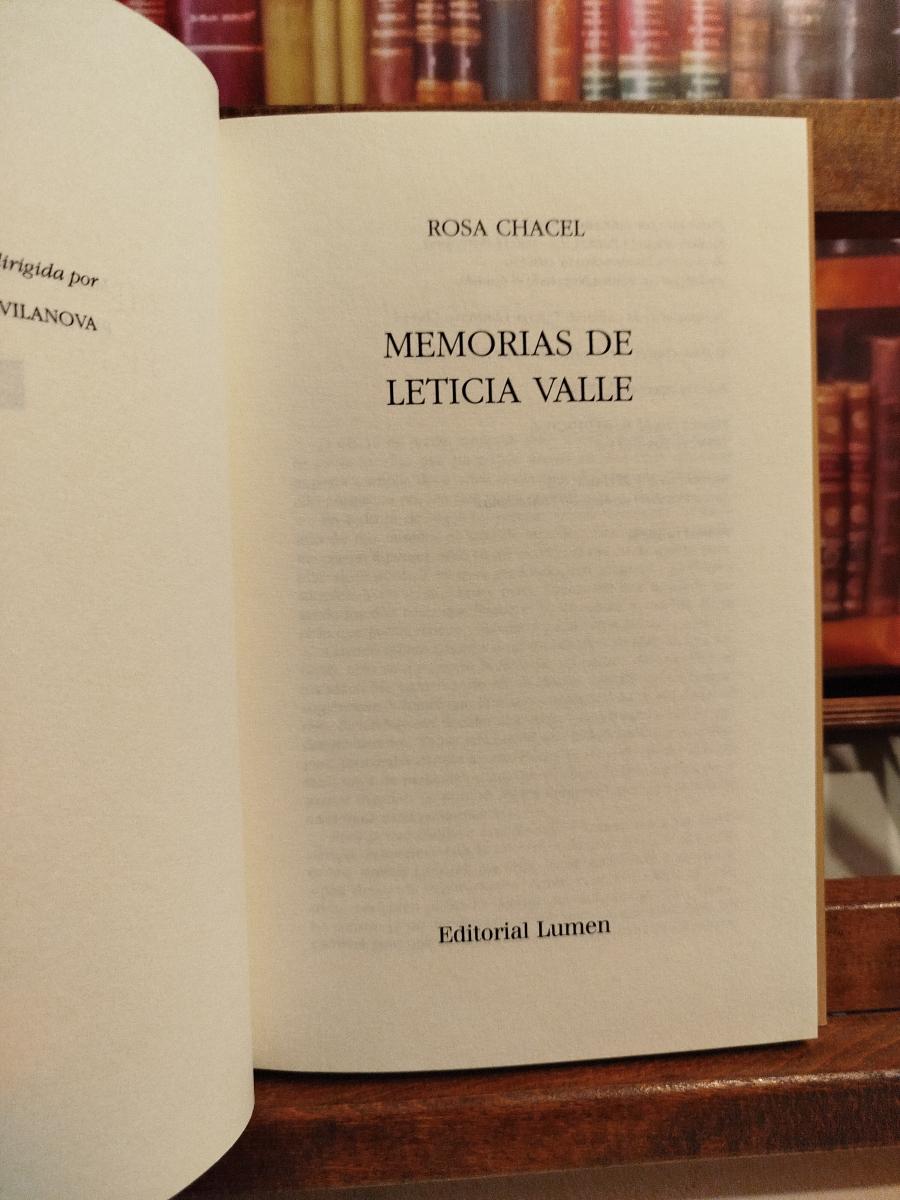 dirigida por
VILANOVA
ROSA CHACEL
MEMORIAS DE
LETICIA VALLE
Editorial Lumen